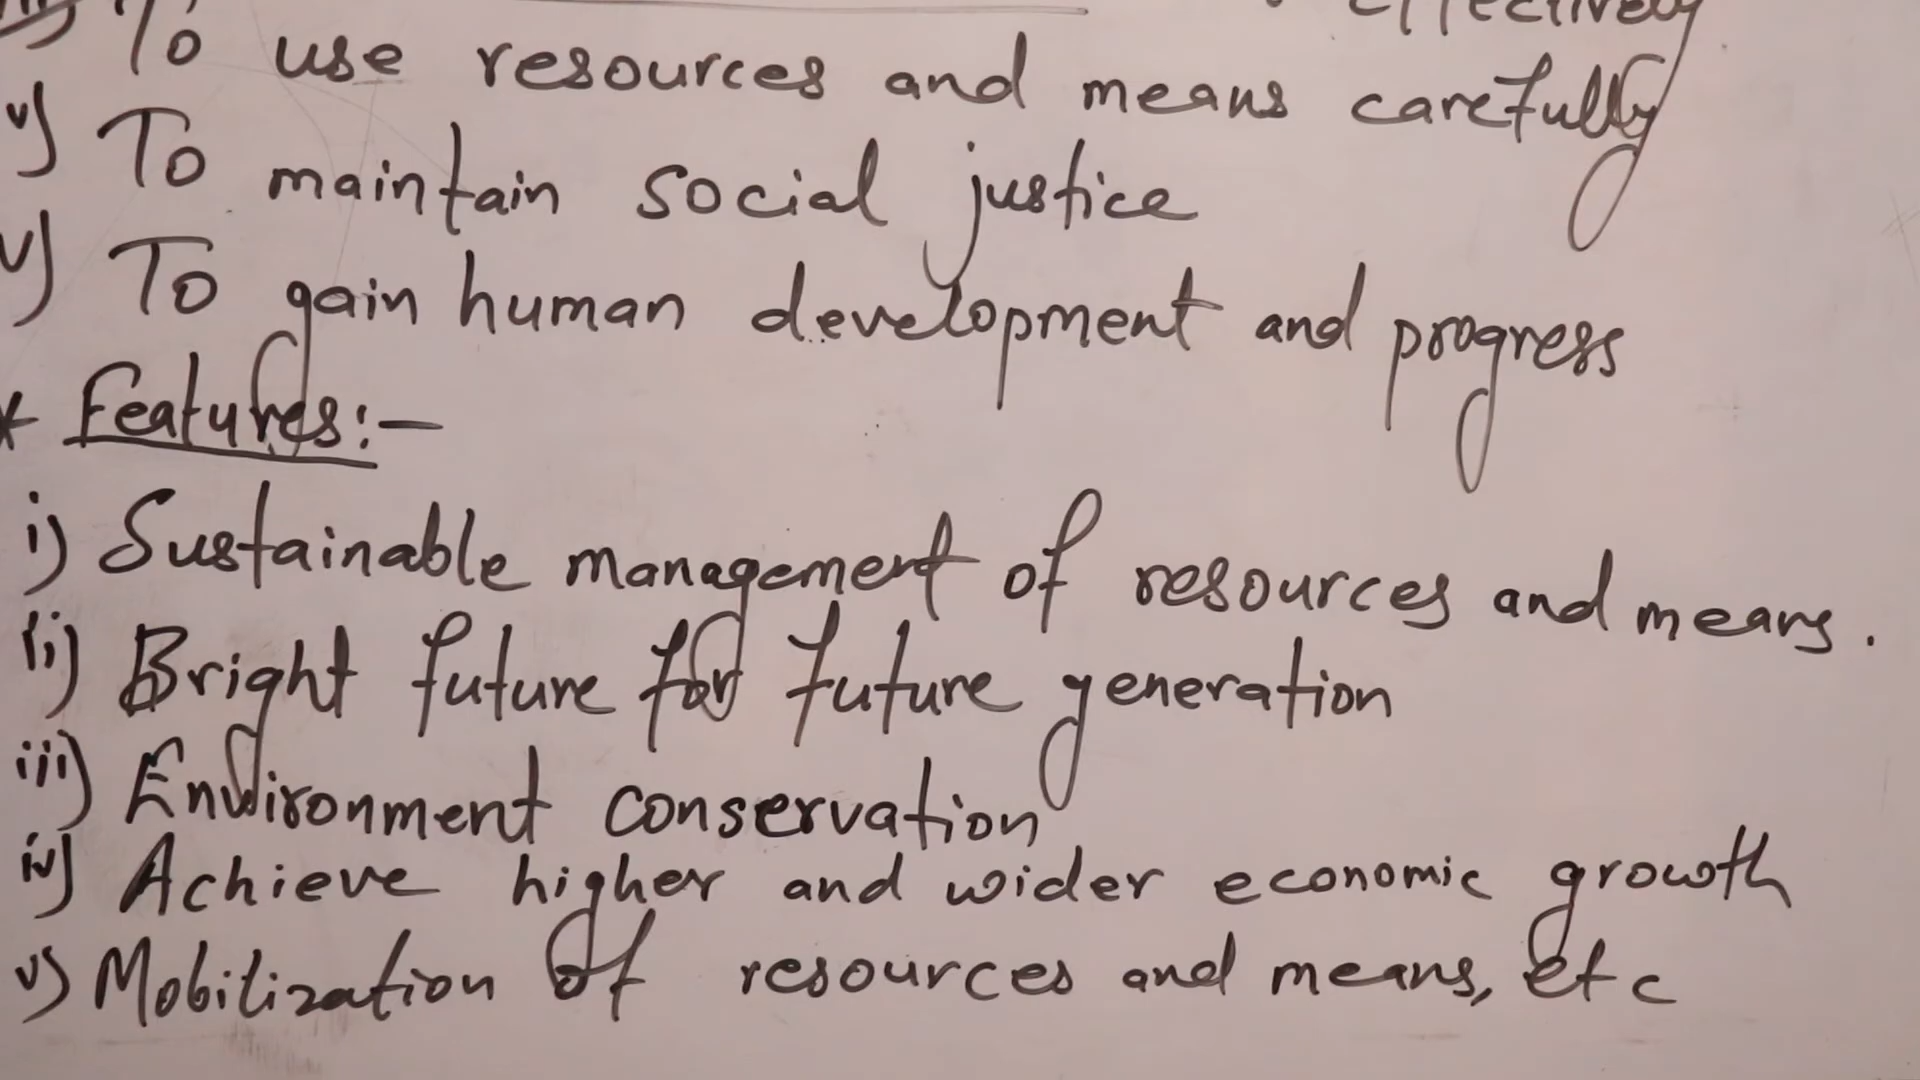 effectively
To use resources and means carefully
v) To maintain social justice
v) To gain human development and progress
* Features:-
i) Sustainable management of resources and means.
ii) Bright future for future generation
iii) Environment conservation
iv) Achieve higher and wider economic growth
v) Mobilization of resources and means, etc